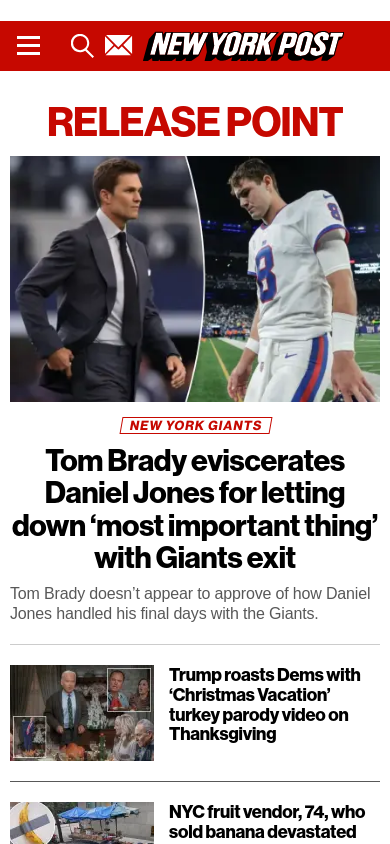 NEW YORK POST
RELEASE POINT
8
8
NEW YORK GIANTS
Tom Brady eviscerates
Daniel Jones for letting
down ‘most important thing’
with Giants exit
Tom Brady doesn’t appear to approve of how Daniel
Jones handled his final days with the Giants.
Trump roasts Dems with
‘Christmas Vacation’
turkey parody video on
Thanksgiving
NYC fruit vendor, 74, who
sold banana devastated